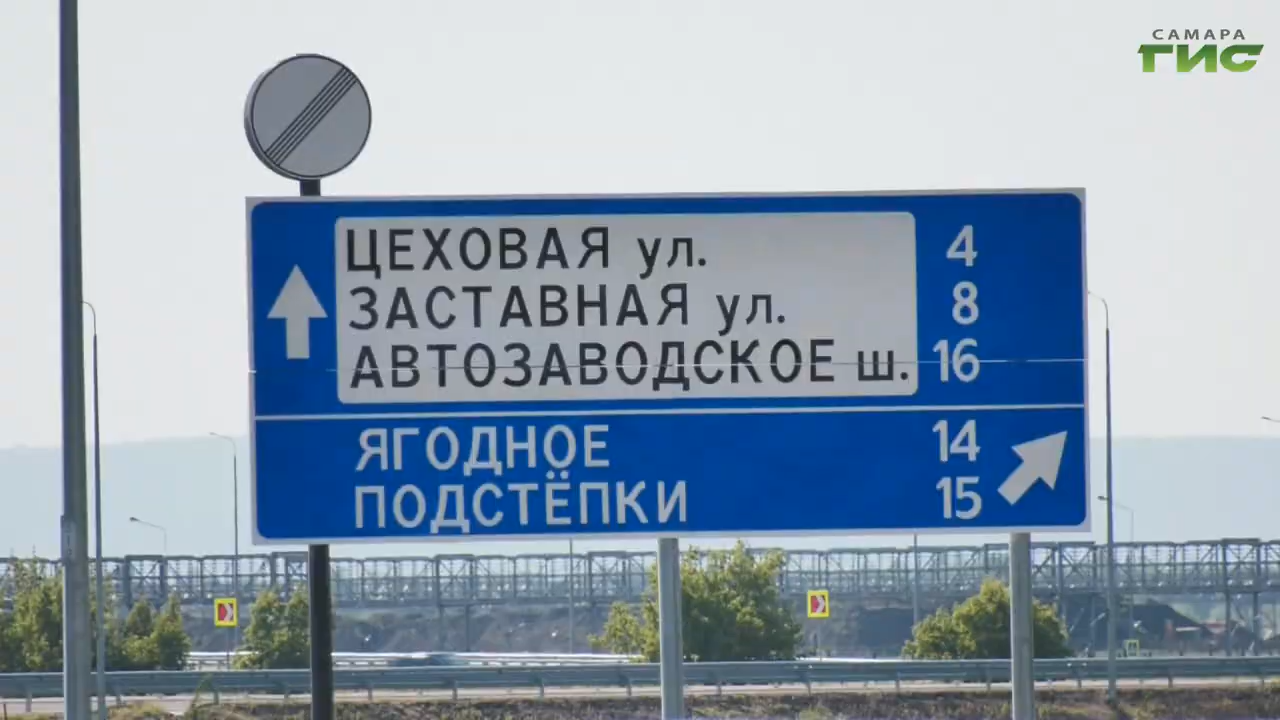 САМАРА
ГИС
ЦЕХОВАЯ ул. 4
ЗАСТАВНАЯ ул. 8
АВТОЗАВОДСКОЕ ш. 16
ЯГОДНОЕ 14
ПОДСТЁПКИ 15